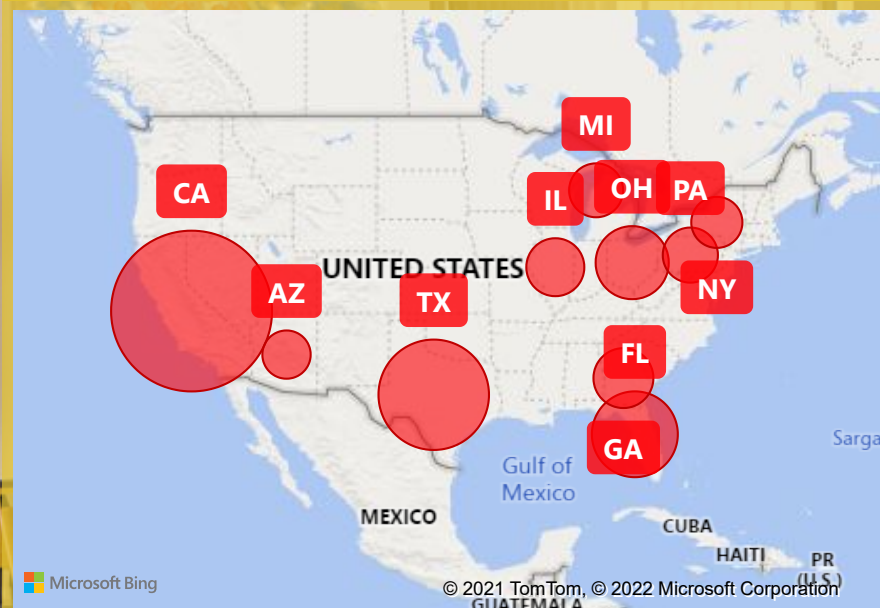 MI
CA
IL
OH
PA
UNITED STATES
AZ
TX
NY
FL
GA
Sarga
Gulf of
Mexico
MEXICO
CUBA
HAITI
PR
(U.S.)
Microsoft Bing
© 2021 TomTom, © 2022 Microsoft Corporation
GUATEMALA